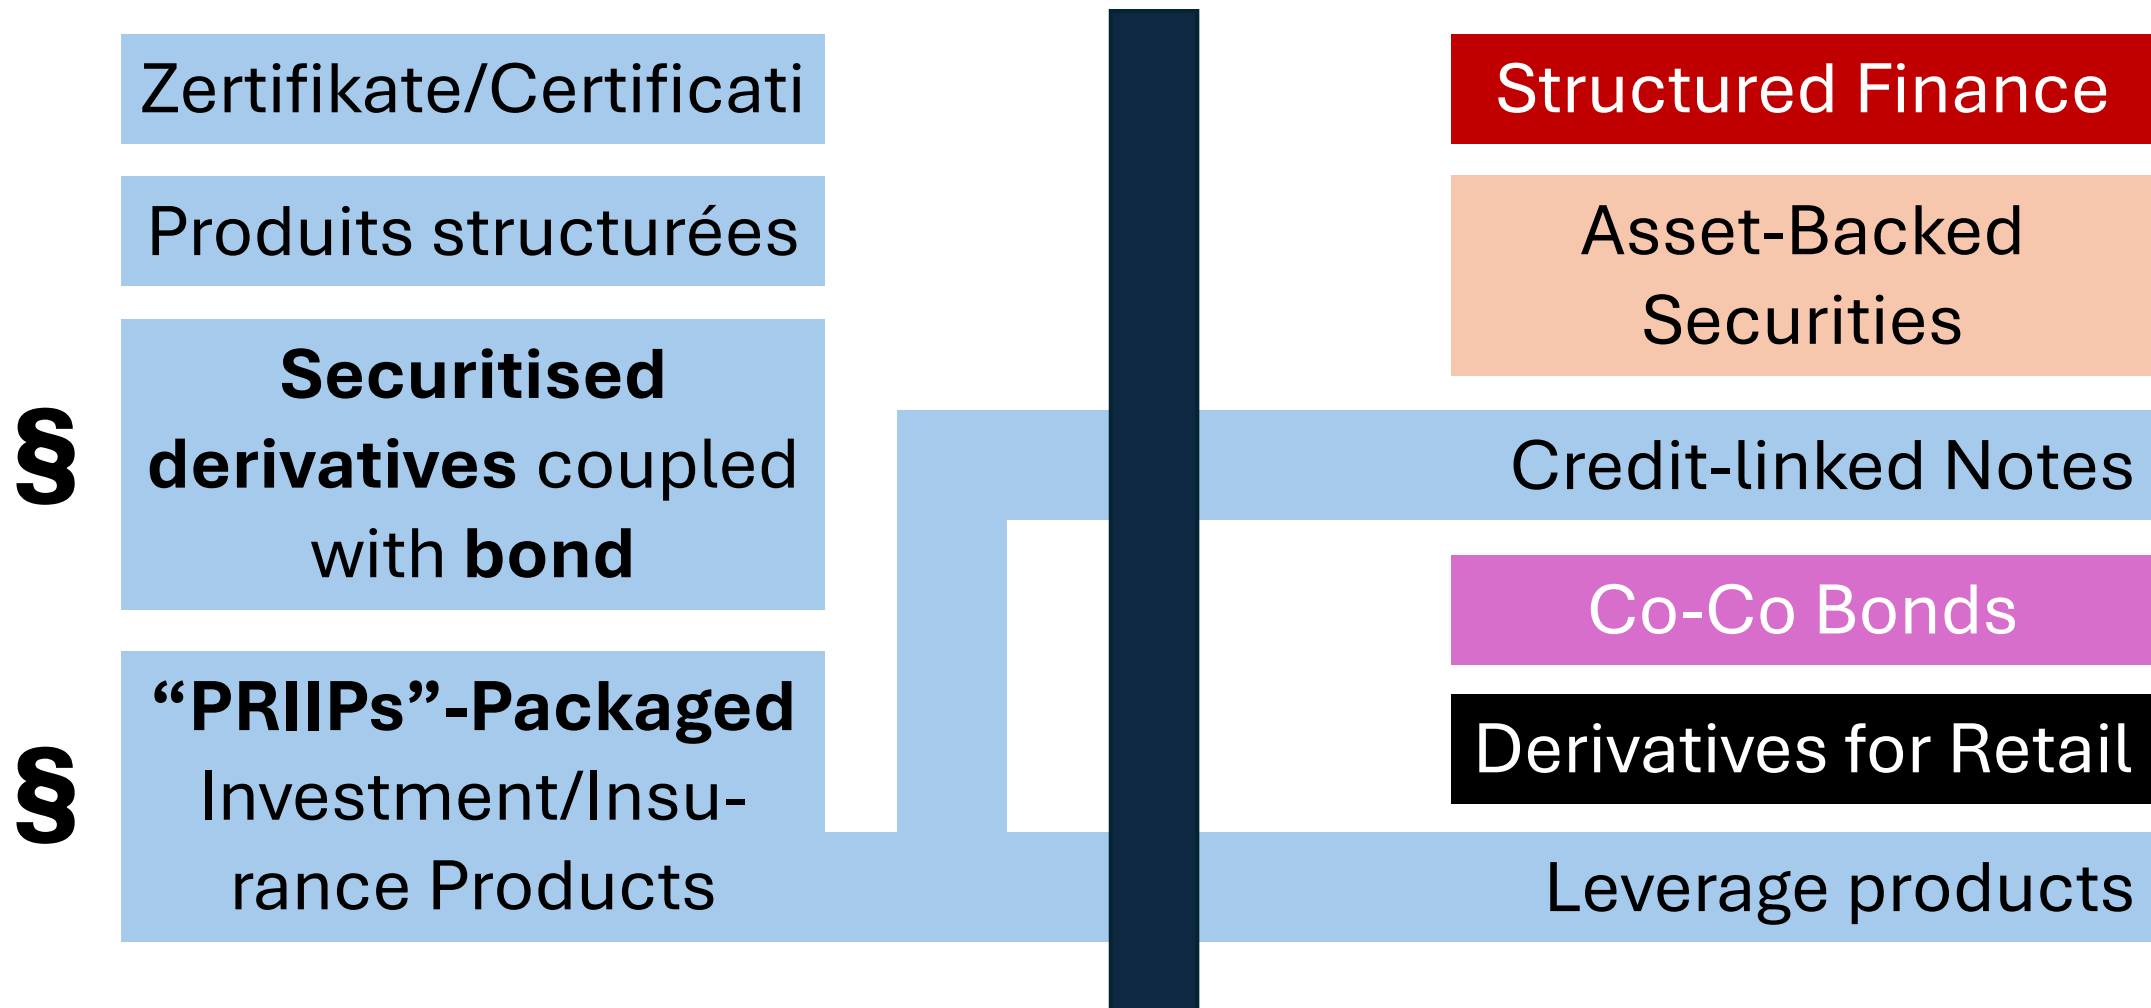 Zertifikate/Certificati
Produits structurées
§
Securitised
derivatives coupled
with bond
§
“PRIIPs”-Packaged
Investment/Insu-
rance Products
Structured Finance
Asset-Backed
Securities
Credit-linked Notes
Co-Co Bonds
Derivatives for Retail
Leverage products